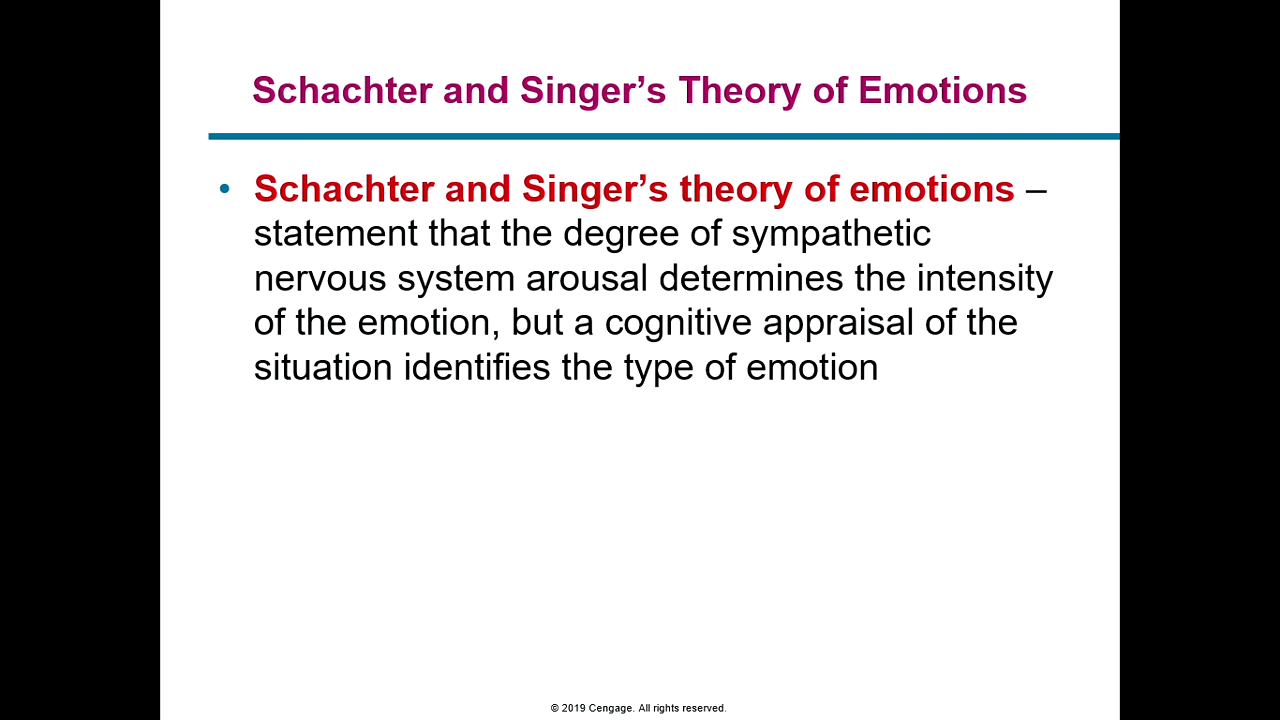 Schachter and Singer’s Theory of Emotions
• Schachter and Singer’s theory of emotions –
statement that the degree of sympathetic
nervous system arousal determines the intensity
of the emotion, but a cognitive appraisal of the
situation identifies the type of emotion
© 2019 Cengage. All rights reserved.